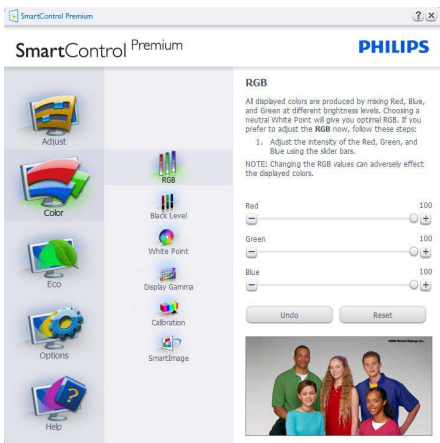 SmartControl Premium
SmartControl Premium
PHILIPS
Adjust
Color
Eco
Options
Help
RGB
Black Level
White Point
Display Gamma
Calibration
SmartImage
RGB
All displayed colors are produced by mixing Red, Blue,
and Green at different brightness levels. Choosing a
neutral White Point will give you optimal RGB. If you
prefer to adjust the RGB now, follow these steps:
1. Adjust the intensity of the Red, Green, and
Blue using the slider bars.
NOTE: Changing the RGB values can adversely effect
the displayed colors.
Red 100
Green 100
Blue 100
Undo Reset